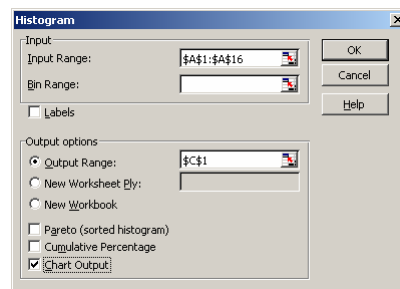 Histogram
Input
Input Range: $A$1:$A$16
Bin Range:
Labels
OK
Cancel
Help
Output options
Output Range: $C$1
New Worksheet Ply:
New Workbook
Pareto (sorted histogram)
Cumulative Percentage
Chart Output